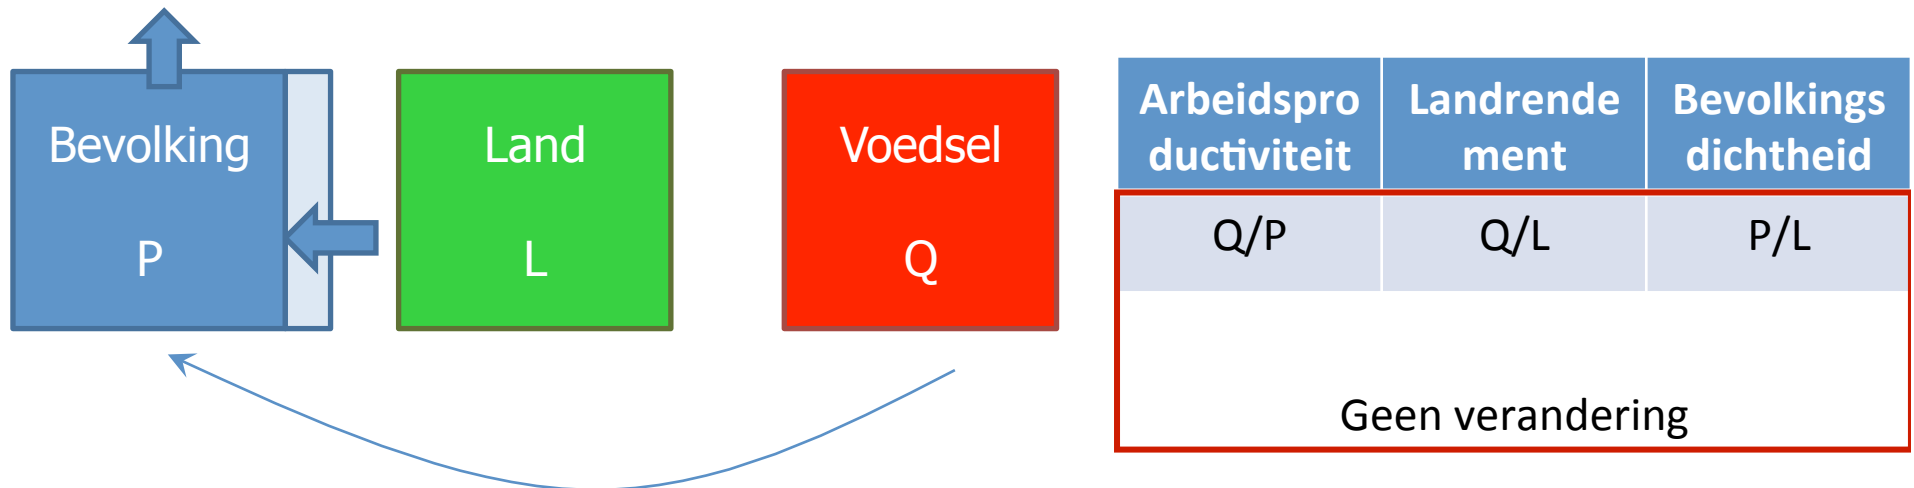 Bevolking
P
Land
L
Voedsel
Q
Arbeidspro
ductiviteit
Landrende
ment
Bevolkings
dichtheid
Q/P
Q/L
P/L
Geen verandering